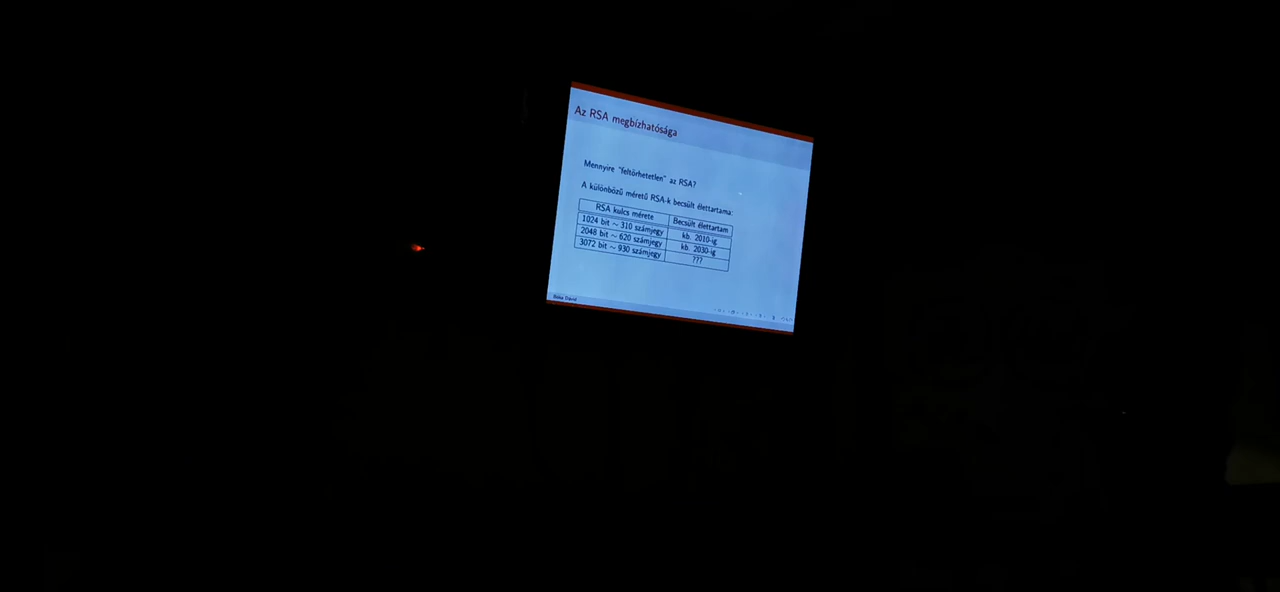 Az RSA megbízhatósága
Mennyire "feltörhetetlen" az RSA?
A különböző méretű RSA-k becsült élettartama:
RSA kulcs mérete Becsült élettartam
1024 bit ∼ 310 számjegy kb. 2010-ig
2048 bit ∼ 620 számjegy kb. 2030-ig
3072 bit ∼ 930 számjegy ???
Dávid